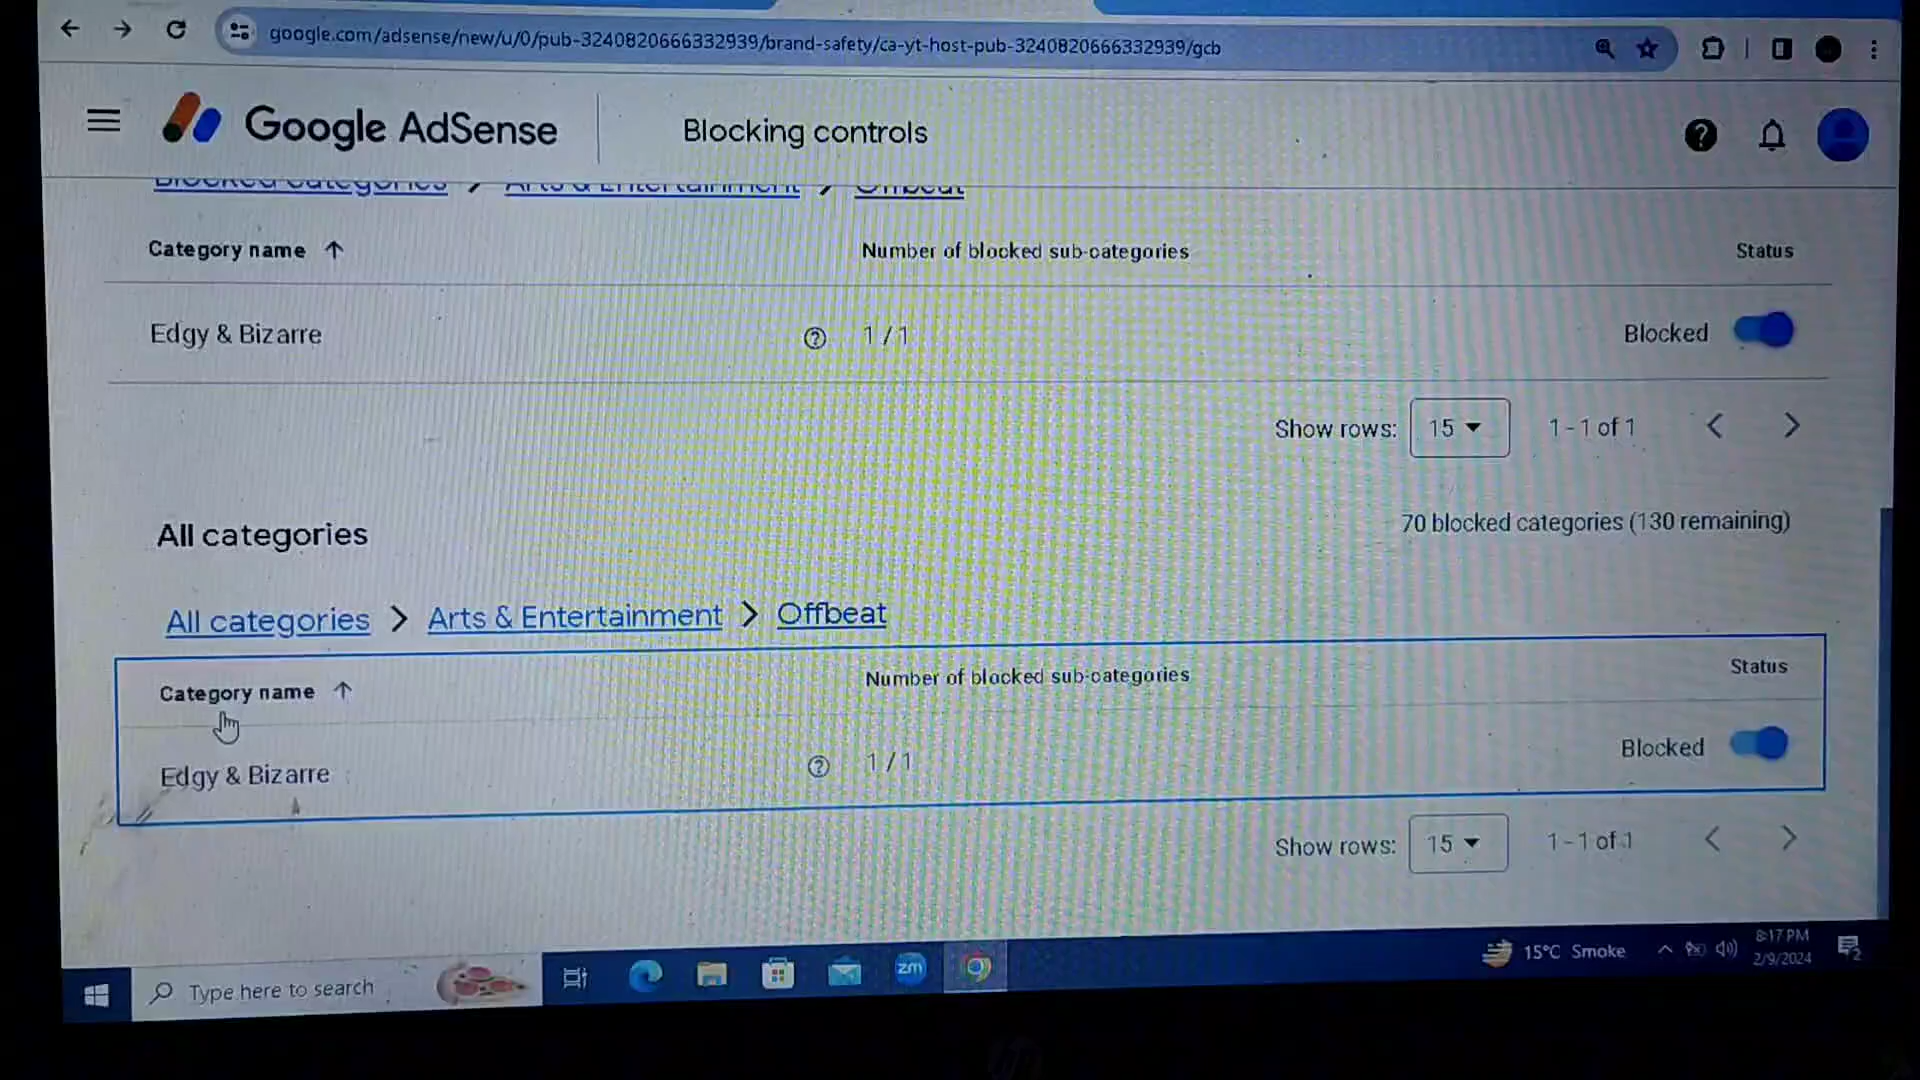 google.com/adsense/new/u/0/pub-3240820666332939/brand-safety/ca-yt-host-pub-3240820666332939/gcb
Google AdSense
Blocking controls
Blocked categories > Arts & Entertainment > Offbeat
Category name ↑ Number of blocked sub-categories Status
Edgy & Bizarre 1 / 1 Blocked
Show rows: 15 1 - 1 of 1
All categories 70 blocked categories (130 remaining)
All categories > Arts & Entertainment > Offbeat
Category name ↑ Number of blocked sub-categories Status
Edgy & Bizarre 1 / 1 Blocked
Show rows: 15 1 - 1 of 1
Type here to search
zm
15°C Smoke
8:17 PM
2/9/2024
2